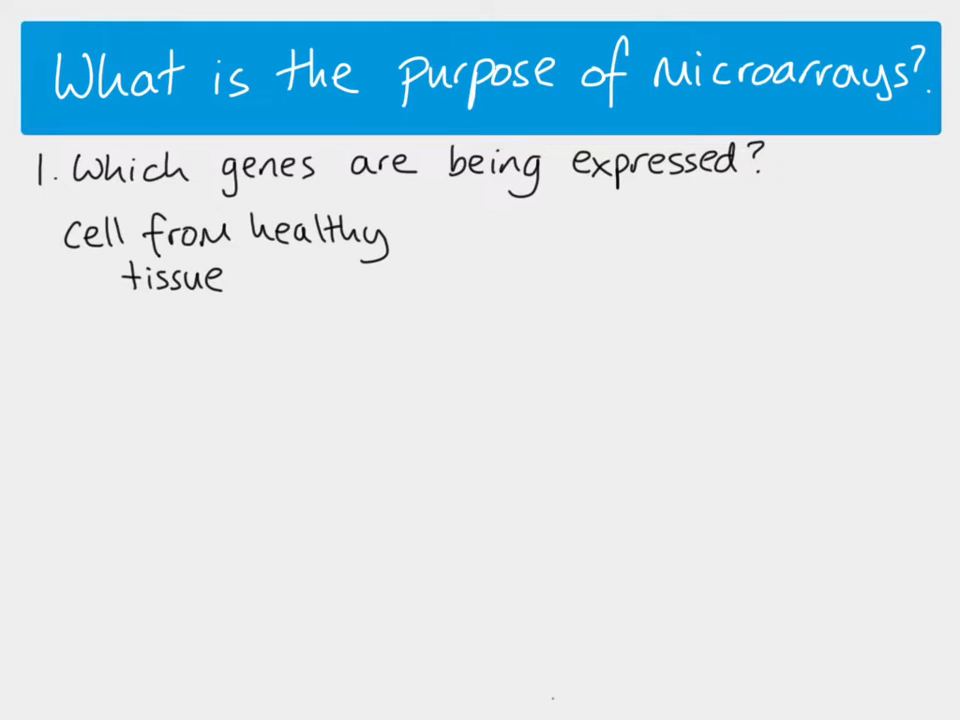 What is the purpose of microarrays?
1. Which genes are being expressed?
cell from healthy
tissue